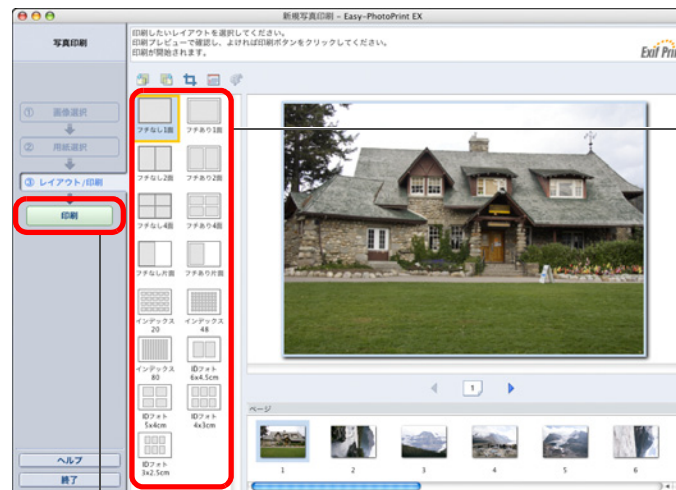 新規写真印刷 - Easy-PhotoPrint EX
写真印刷
印刷したいレイアウトを選択してください。
印刷プレビューで確認し、よければ印刷ボタンをクリックしてください。
印刷が開始されます。
Exif Prin
① 画像選択
② 用紙選択
③ レイアウト/印刷
印刷
フチなし1面
フチあり1面
フチなし2面
フチあり2面
フチなし4面
フチあり4面
フチなし片面
フチあり片面
インデックス
20
インデックス
48
インデックス
80
IDフォト
6x4.5cm
IDフォト
5x4cm
IDフォト
4x3cm
IDフォト
3x2.5cm
1
ページ
1
2
3
4
5
6
ヘルプ
終了